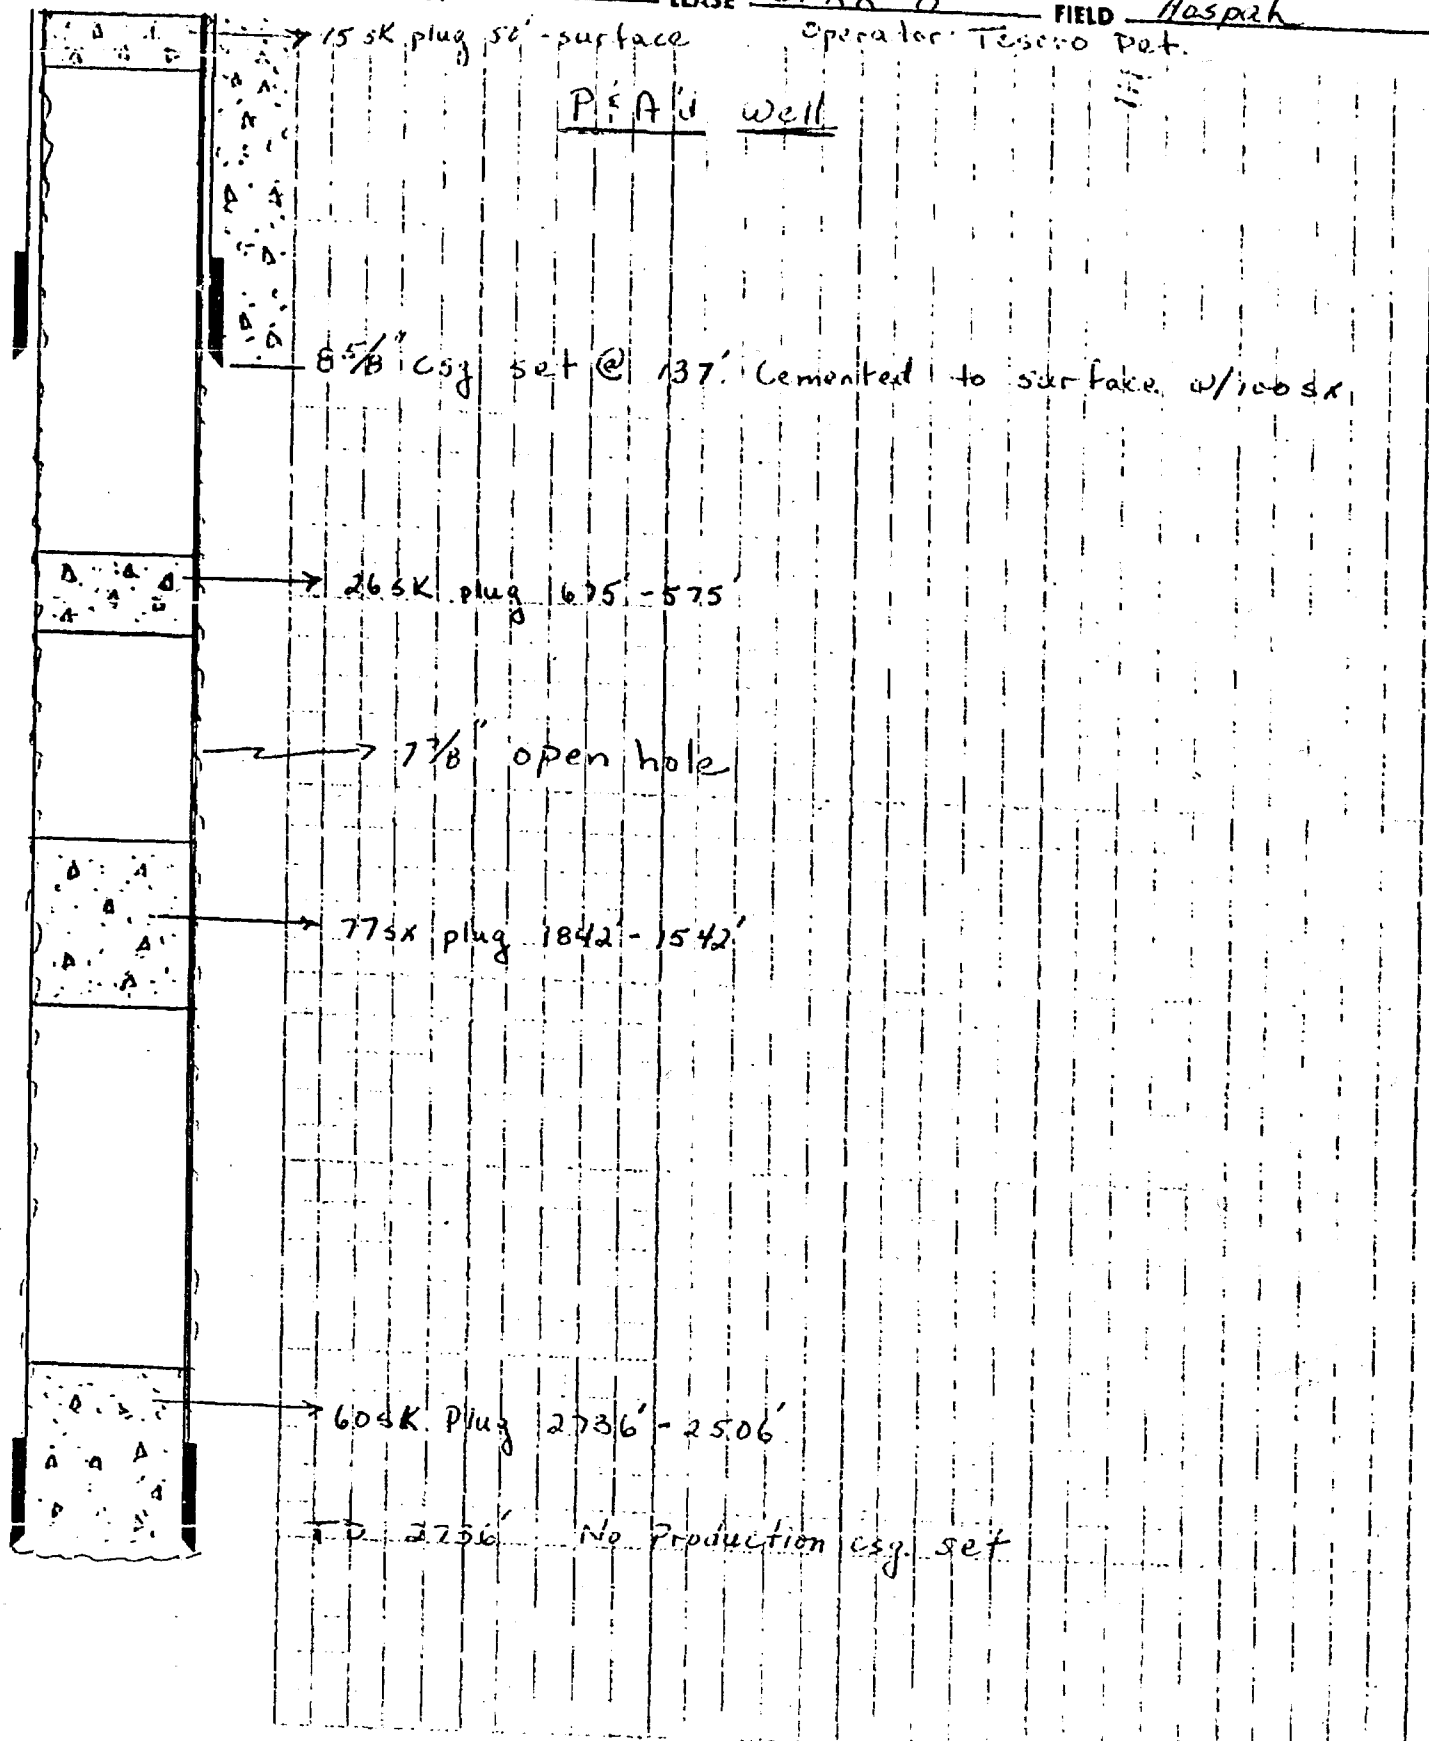 LEASE FIELD Hospah
15 sk plug 50' - surface Operator: Tesoro Pet.
P & A'd Well
8 5/8" csg set @ 137'. Cemented to surface w/100 sx
26 sk plug 675' - 575'
7 7/8" open hole
77 sx plug 1842' - 1542'
60 sk Plug 2736' - 2506'
TD 2736' No Production csg. set